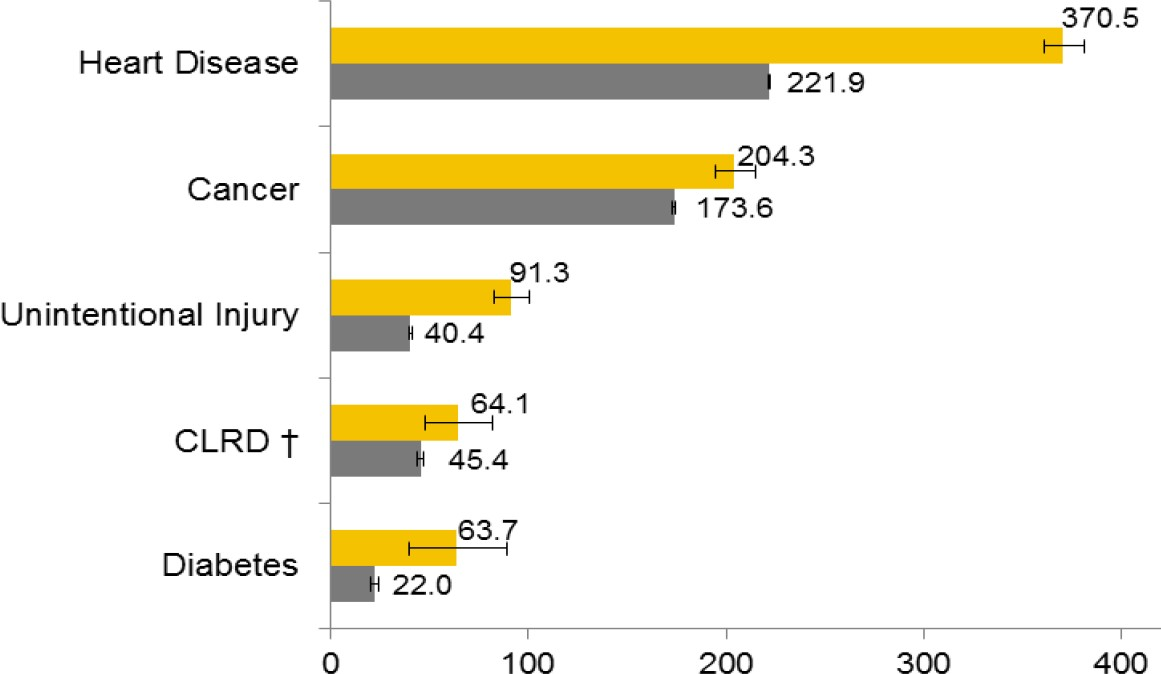 370.5
Heart Disease
221.9
204.3
Cancer
173.6
91.3
Unintentional Injury
40.4
64.1
CLRD †
45.4
63.7
Diabetes
22.0
0 100 200 300 400